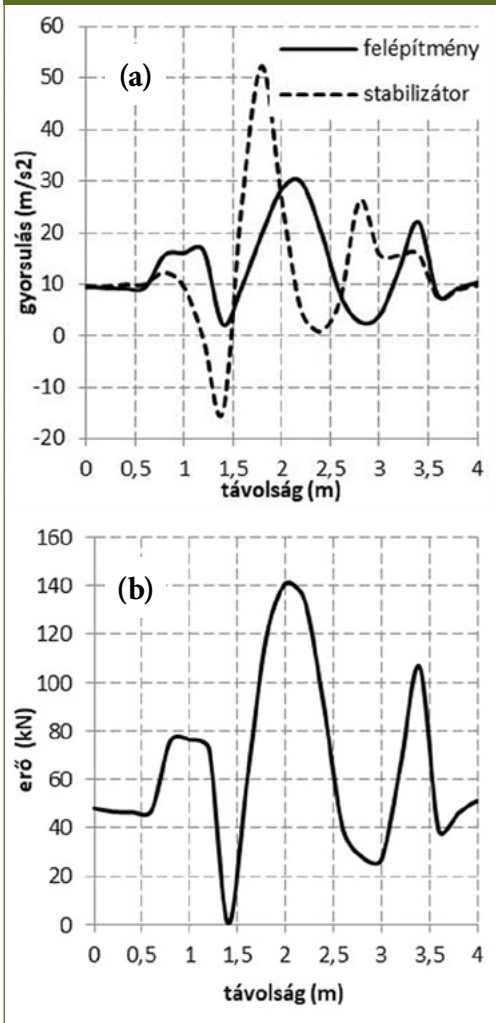 60
50
40
30
20
10
0
-10
-20
gyorsulás (m/s2)
(a)
felépítmény
stabilizátor
0 0,5 1 1,5 2 2,5 3 3,5 4
távolság (m)
160
140
120
100
80
60
40
20
0
erő (kN)
(b)
0 0,5 1 1,5 2 2,5 3 3,5 4
távolság (m)